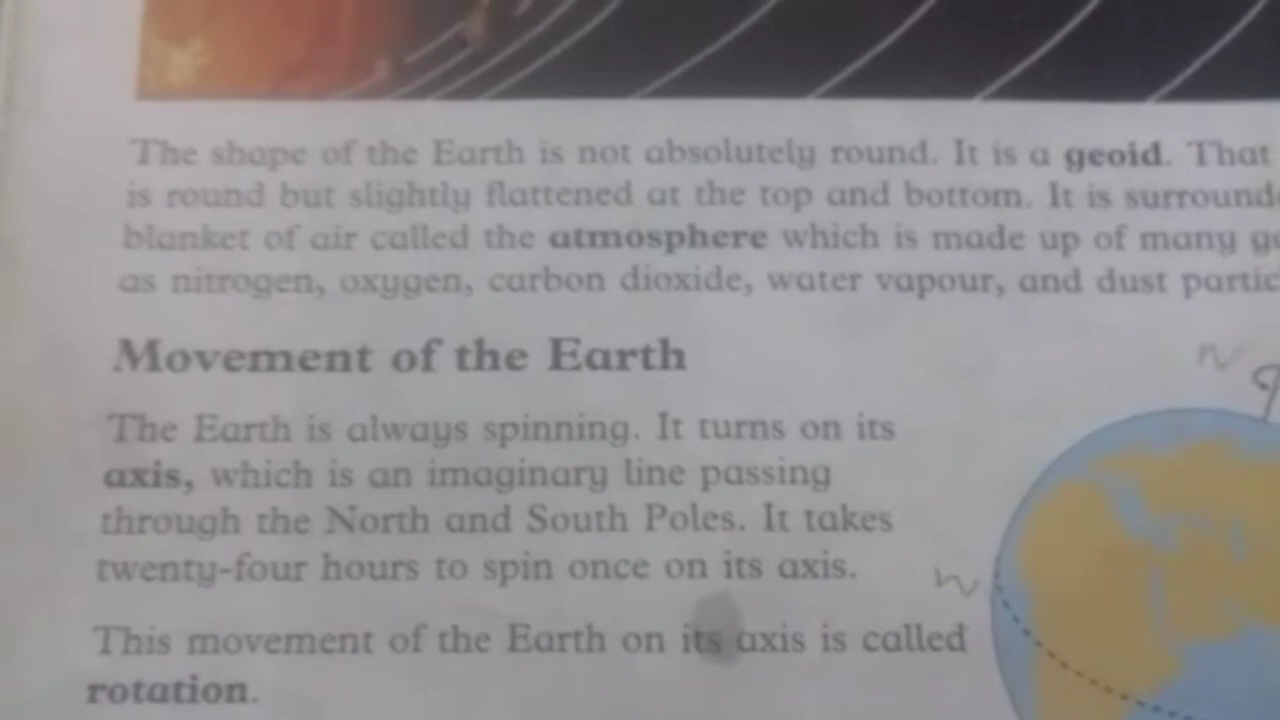 The shape of the Earth is not absolutely round. It is a geoid. That
is round but slightly flattened at the top and bottom. It is
blanket of air called the atmosphere which is made up of many
as nitrogen, oxygen, carbon dioxide, water vapour, and dust
Movement of the Earth
N
The Earth is always spinning. It turns on its
axis, which is an imaginary line passing
through the North and South Poles. It takes
twenty-four hours to spin once on its axis.
W
This movement of the Earth on its axis is called
rotation.